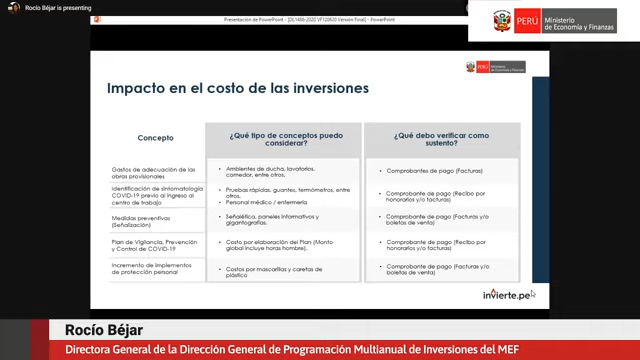 Rocío Béjar is presenting
Presentación de PowerPoint - [DL1486-2020 VF120620 Versión Final] - PowerPoint
PERÚ
Ministerio
de Economía y Finanzas
PERÚ
Ministerio
de Economía y Finanzas
Impacto en el costo de las inversiones
Concepto
¿Qué tipo de conceptos puedo
considerar?
¿Qué debo verificar como
sustento?
Gastos de adecuación de las
obras provisionales
• Ambientes de ducha, lavatorios,
comedor, entre otros.
• Comprobantes de pago (Facturas)
Identificación de sintomatología
COVID-19 previo al ingreso al
centro de trabajo
• Pruebas rápidas, guantes, termómetros, entre
otros.
• Personal médico / enfermería
• Comprobante de pago (Recibo por
honorarios y/o facturas)
Medidas preventivas
(Señalización)
• Señalética, paneles informativos y
gigantografías.
• Comprobante de pago (Facturas y/o
boletas de venta)
Plan de Vigilancia, Prevención
y Control de COVID-19
• Costo por elaboración del Plan (Monto
global incluye horas hombre).
• Comprobante de pago (Recibo por
honorarios y/o facturas)
Incremento de implementos
de protección personal
• Costos por mascarillas y caretas de
plástico
• Comprobante de pago (Facturas y/o
boletas de venta)
invierte.pe
Rocío Béjar
Directora General de la Dirección General de Programación Multianual de Inversiones del MEF